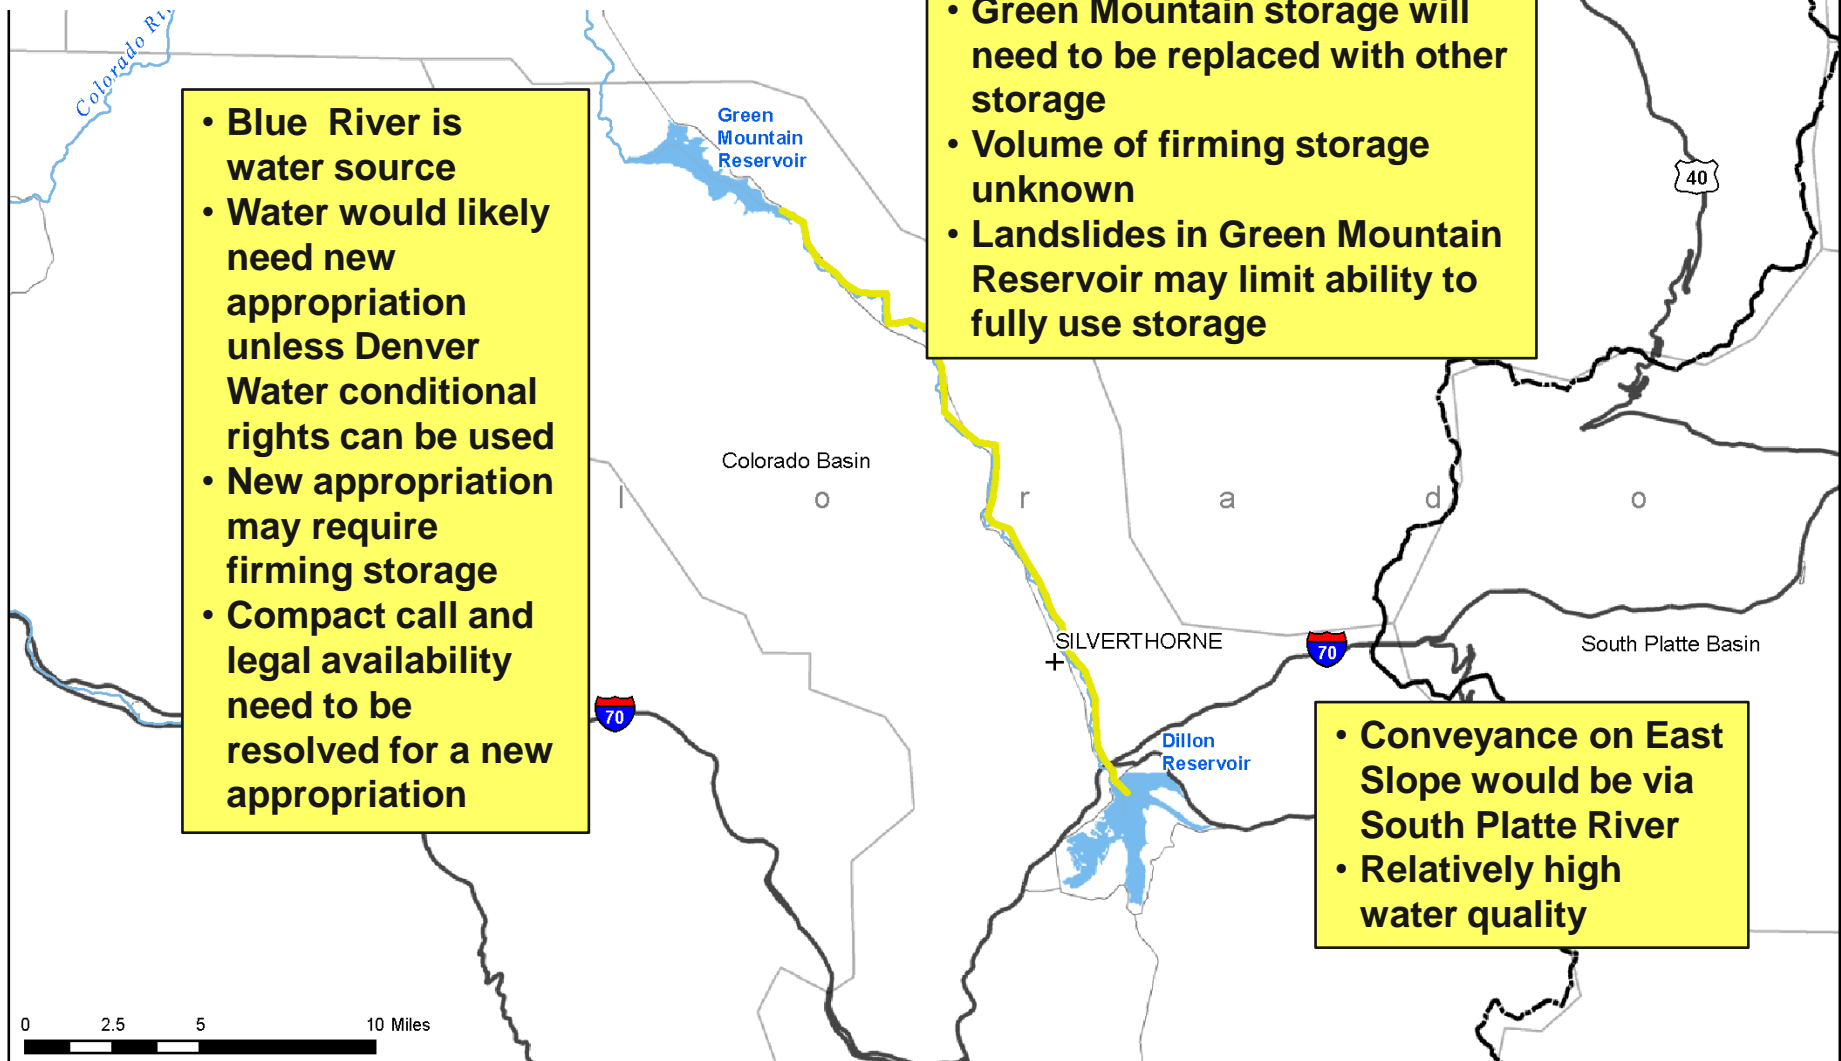 Colorado Ri
• Green Mountain storage will
need to be replaced with other
storage
• Volume of firming storage
unknown
• Landslides in Green Mountain
Reservoir may limit ability to
fully use storage
• Blue River is
water source
• Water would likely
need new
appropriation
unless Denver
Water conditional
rights can be used
• New appropriation
may require
firming storage
• Compact call and
legal availability
need to be
resolved for a new
appropriation
Green
Mountain
Reservoir
40
Colorado Basin
l o r a d o
SILVERTHORNE
70
South Platte Basin
70
Dillon
Reservoir
• Conveyance on East
Slope would be via
South Platte River
• Relatively high
water quality
0 2.5 5 10 Miles